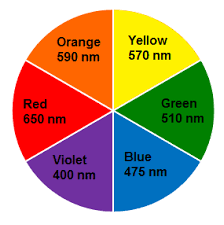 Orange
590 nm
Yellow
570 nm
Red
650 nm
Green
510 nm
Violet
400 nm
Blue
475 nm